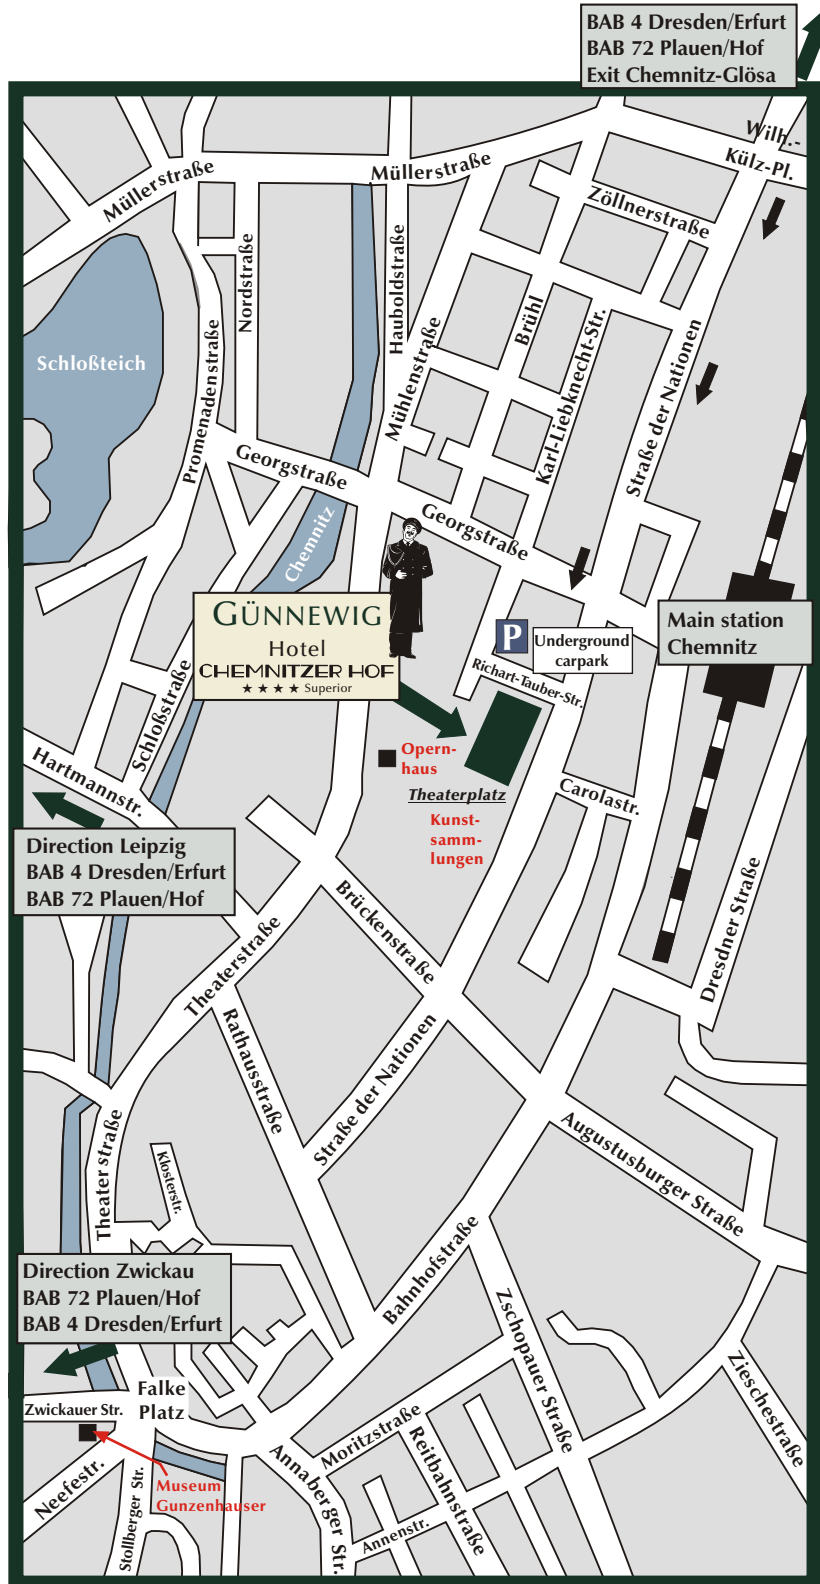 BAB 4 Dresden/Erfurt
BAB 72 Plauen/Hof
Exit Chemnitz-Glösa
Wilh.-
Külz-Pl.
Müllerstraße
Müllerstraße
Zöllnerstraße
Nordstraße
Hauboldstraße
Schloßteich
Promenadenstraße
Mühlenstraße
Brühl
Karl-Liebknecht-Str.
Straße der Nationen
Georgstraße
Georgstraße
Chemnitz
GÜNNEWIG
Hotel
CHEMNITZER HOF
★★★★ Superior
P
Underground
carpark
Main station
Chemnitz
Richart-Tauber-Str.
Schloßstraße
Hartmannstr.
Opern-
haus
Theaterplatz
Kunst-
samm-
lungen
Carolastr.
Direction Leipzig
BAB 4 Dresden/Erfurt
BAB 72 Plauen/Hof
Brückenstraße
Dresdner Straße
Theaterstraße
Rathausstraße
Straße der Nationen
Theaterstraße
Klosterstr.
Augustusburger Straße
Direction Zwickau
BAB 72 Plauen/Hof
BAB 4 Dresden/Erfurt
Bahnhofstraße
Zschopauer Straße
Zieschestraße
Zwickauer Str.
Falke
Platz
Moritzstraße
Reitbahnstraße
Annaberger Str.
Annenstr.
Neefestr.
Stollberger Str.
Museum
Gunzenhauser